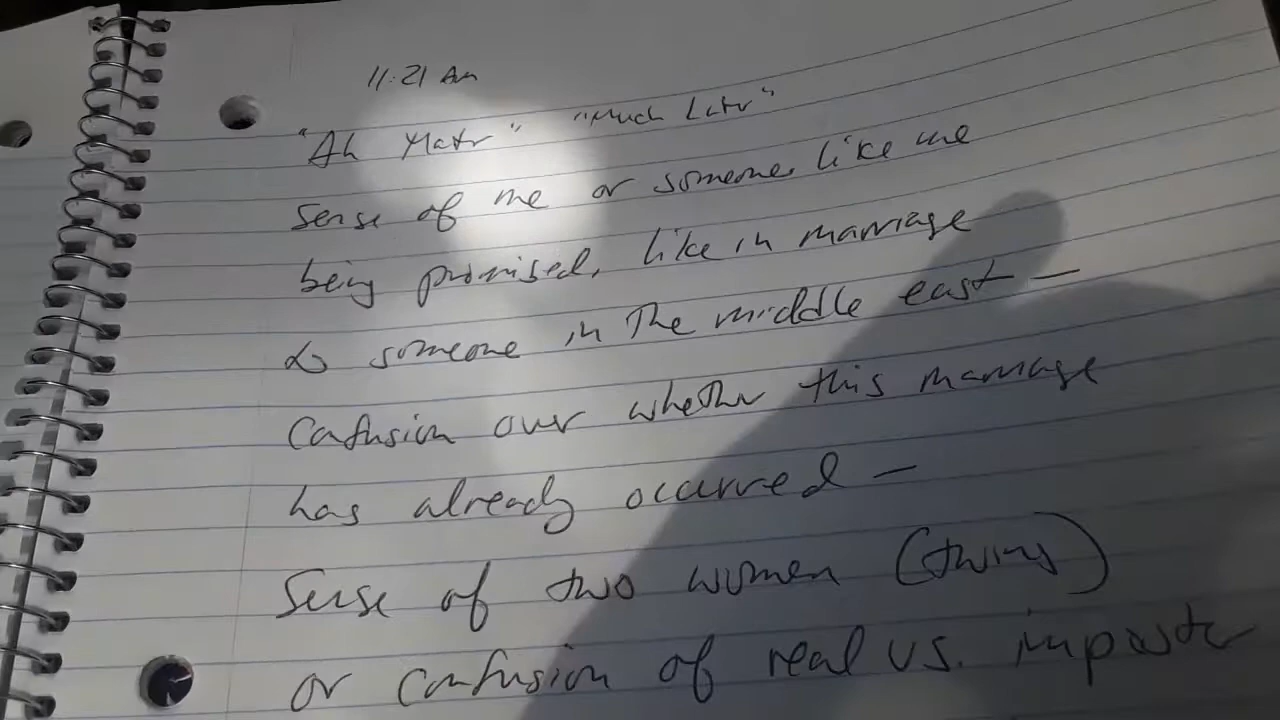 11:21 Am
"Ah Matr" "Much Later"
Sense of me or someone like me
being promised, like in marriage
to someone in The middle east —
Confusion over whether this marriage
has already occurred —
Sense of two women (twins)
or confusion of real vs. imposter